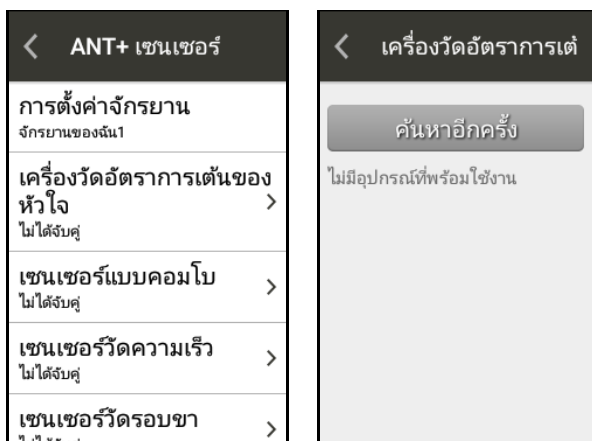 ANT+ เซนเซอร์
การตั้งค่าจักรยาน
จักรยานของฉัน1
เครื่องวัดอัตราการเต้นของ
หัวใจ
ไม่ได้จับคู่
เซนเซอร์แบบคอมโบ
ไม่ได้จับคู่
เซนเซอร์วัดความเร็ว
ไม่ได้จับคู่
เซนเซอร์วัดรอบขา
เครื่องวัดอัตราการเต้
ค้นหาอีกครั้ง
ไม่มีอุปกรณ์ที่พร้อมใช้งาน